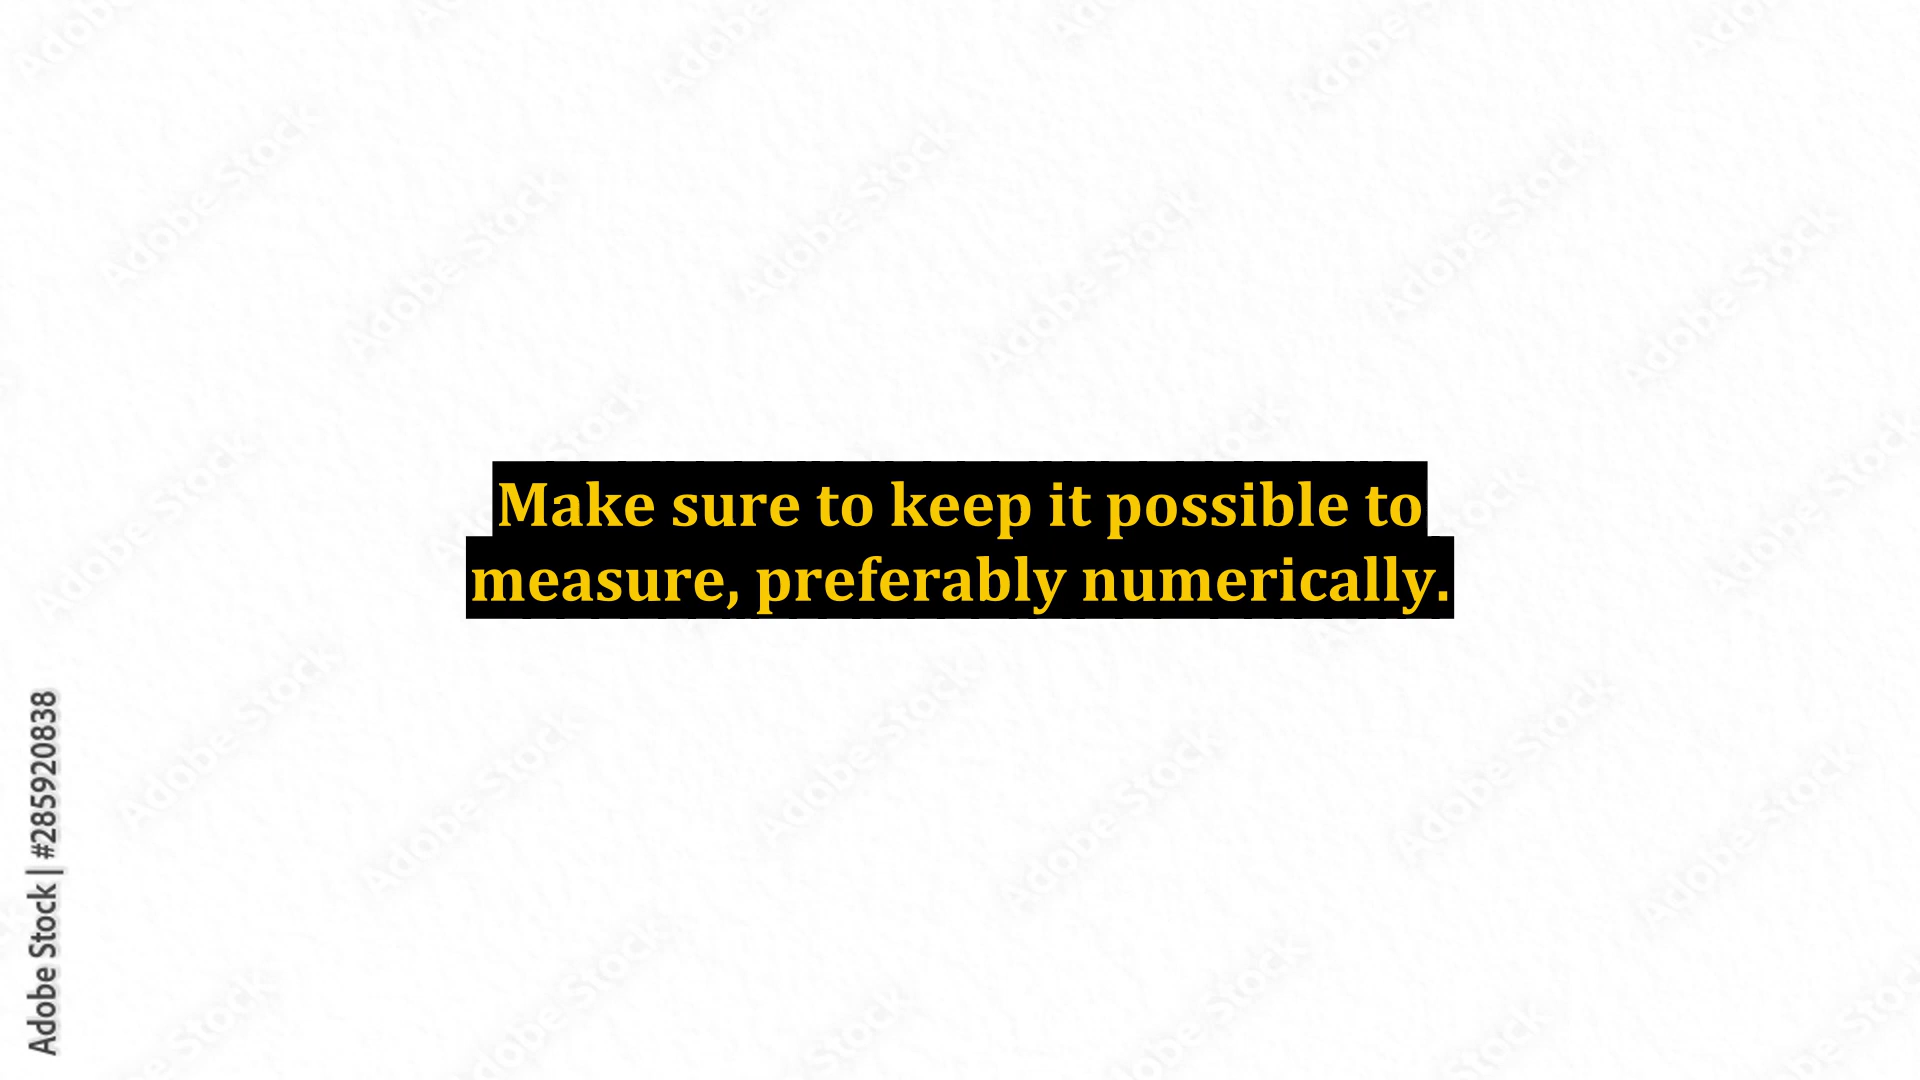 Make sure to keep it possible to
measure, preferably numerically.
Adobe Stock | #285920838